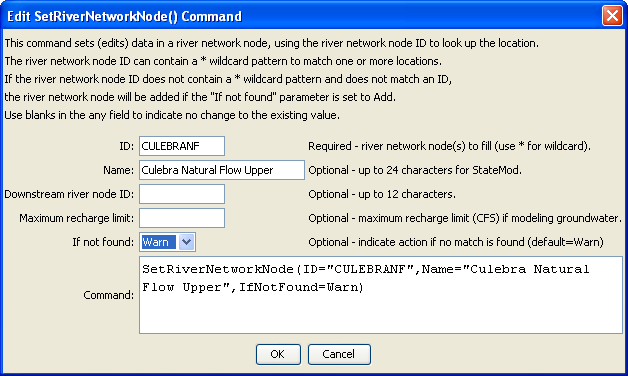 Edit SetRiverNetworkNode() Command
This command sets (edits) data in a river network node, using the river network node ID to look up the location.
The river network node ID can contain a * wildcard pattern to match one or more locations.
If the river network node ID does not contain a * wildcard pattern and does not match an ID,
the river network node will be added if the "If not found" parameter is set to Add.
Use blanks in the any field to indicate no change to the existing value.
ID: CULEBRANF Required - river network node(s) to fill (use * for wildcard).
Name: Culebra Natural Flow Upper Optional - up to 24 characters for StateMod.
Downstream river node ID: Optional - up to 12 characters.
Maximum recharge limit: Optional - maximum recharge limit (CFS) if modeling groundwater.
If not found: Warn Optional - indicate action if no match is found (default=Warn)
SetRiverNetworkNode(ID="CULEBRANF",Name="Culebra Natural
Command: Flow Upper",IfNotFound=Warn)
OK Cancel